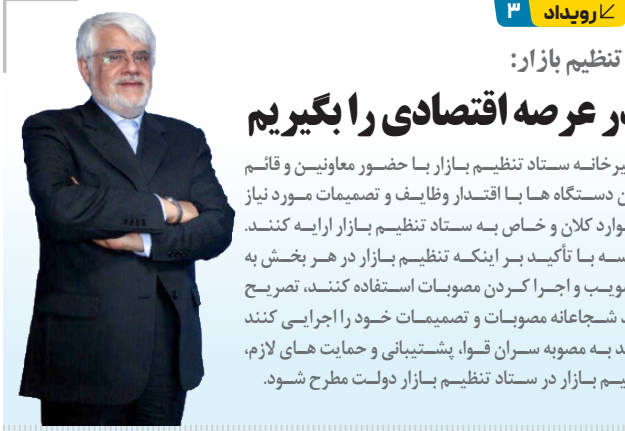 رویداد ۳
تنظیم بازار:
در عرصه اقتصادی را بگیریم
یرخانه ستاد تنظیم بازار با حضور معاونین و قائم
ن دستگاه ها با اقتدار وظایف و تصمیمات مورد نیاز
وارد کلان و خاص به ستاد تنظیم بازار ارایه کنند.
سه با تأکید بر اینکه تنظیم بازار در هر بخش به
صویب و اجرا کردن مصوبات استفاده کنند، تصریح
د شجاعانه مصوبات و تصمیمات خود را اجرایی کنند
ند به مصوبه سران قوا، پشتیبانی و حمایت های لازم،
یم بازار در ستاد تنظیم بازار دولت مطرح شود.